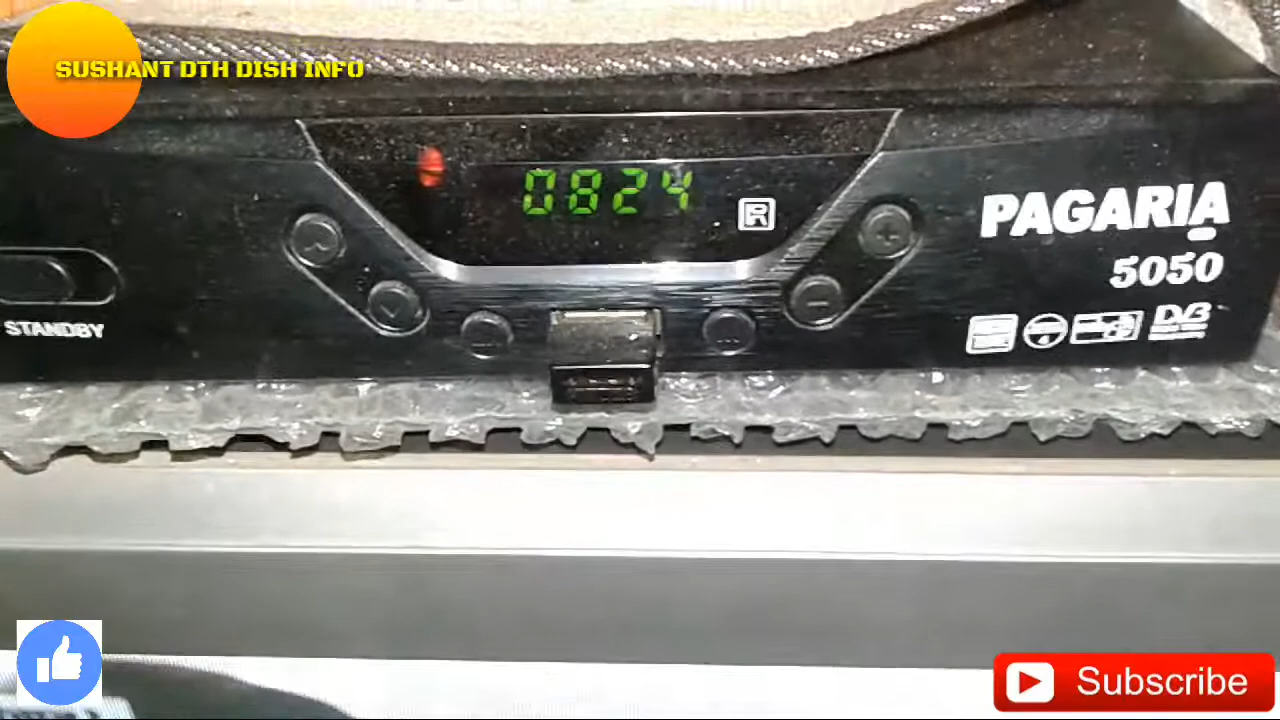 SUSHANT DTH DISH INFO
0824
R
PAGARIA
5050
STANDBY
DVB
Subscribe